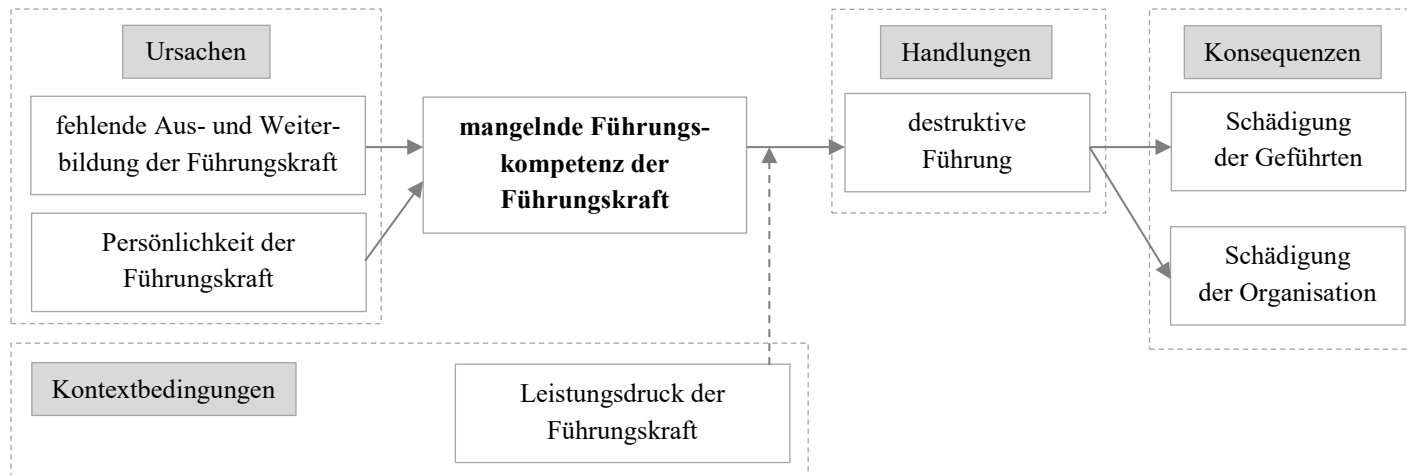 Ursachen
fehlende Aus- und Weiter-
bildung der Führungskraft
Persönlichkeit der
Führungskraft
mangelnde Führungs-
kompetenz der
Führungskraft
Handlungen
destruktive
Führung
Konsequenzen
Schädigung
der Geführten
Schädigung
der Organisation
Kontextbedingungen
Leistungsdruck der
Führungskraft